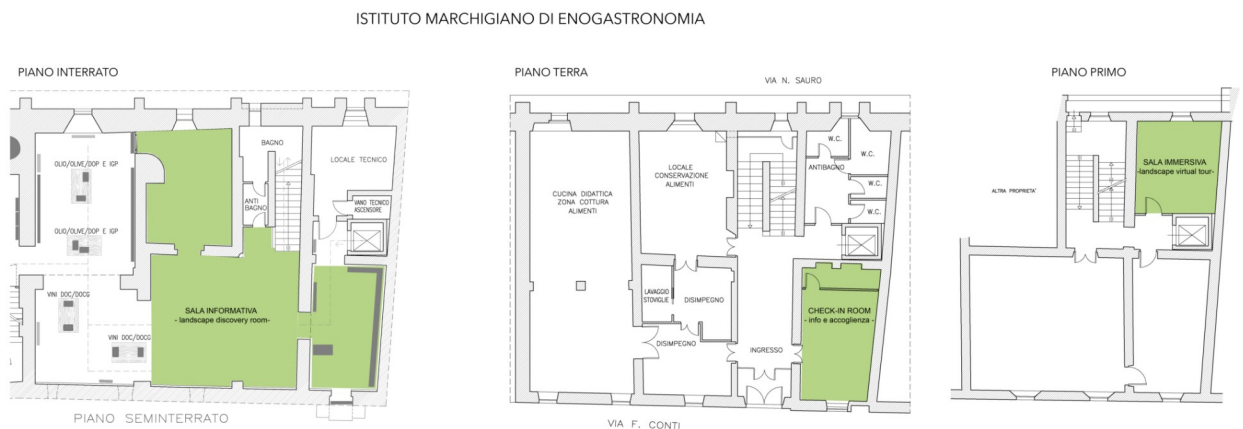 ISTITUTO MARCHIGIANO DI ENOGASTRONOMIA
PIANO INTERRATO
OLIO/OLIVE/DOP E IGP
OLIO/OLIVE/DOP E IGP
VINI DOC/DOCG
VINI DOC/DOCG
BAGNO
ANTI
BAGNO
LOCALE TECNICO
VANO TECNICO
ASCENSORE
SALA INFORMATIVA
- landscape discovery room-
PIANO SEMINTERRATO
PIANO TERRA
VIA N. SAURO
CUCINA DIDATTICA
ZONA COTTURA
ALIMENTI
LOCALE
CONSERVAZIONE
ALIMENTI
W.C.
W.C.
ANTIBAGNO
W.C.
W.C.
LAVAGGIO
STOVIGLIE
DISIMPEGNO
DISIMPEGNO
INGRESSO
CHECK-IN ROOM
- info e accoglienza -
VIA F. CONTI
PIANO PRIMO
ALTRA PROPRIETA'
SALA IMMERSIVA
-landscape virtual tour-